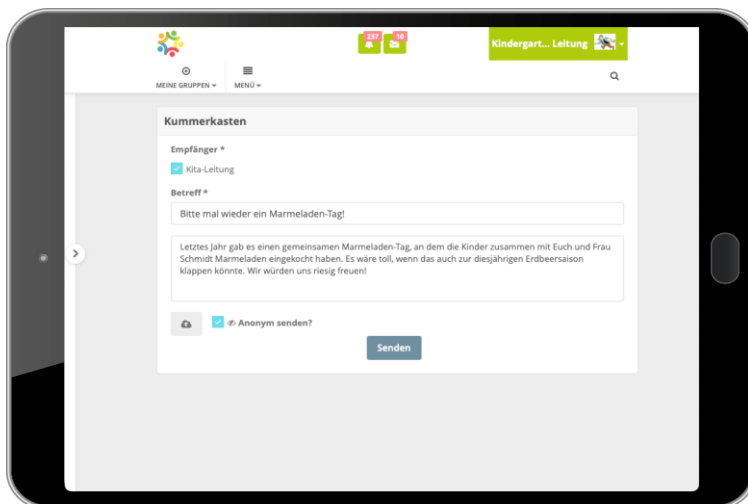 237
18
Kindergart... Leitung
MEINE GRUPPEN
MENÜ
Kummerkasten
Empfänger *
Kita-Leitung
Betreff *
Bitte mal wieder ein Marmeladen-Tag!
Letztes Jahr gab es einen gemeinsamen Marmeladen-Tag, an dem die Kinder zusammen mit Euch und Frau
Schmidt Marmeladen eingekocht haben. Es wäre toll, wenn das auch zur diesjährigen Erdbeersaison
klappen könnte. Wir würden uns riesig freuen!
Anonym senden?
Senden